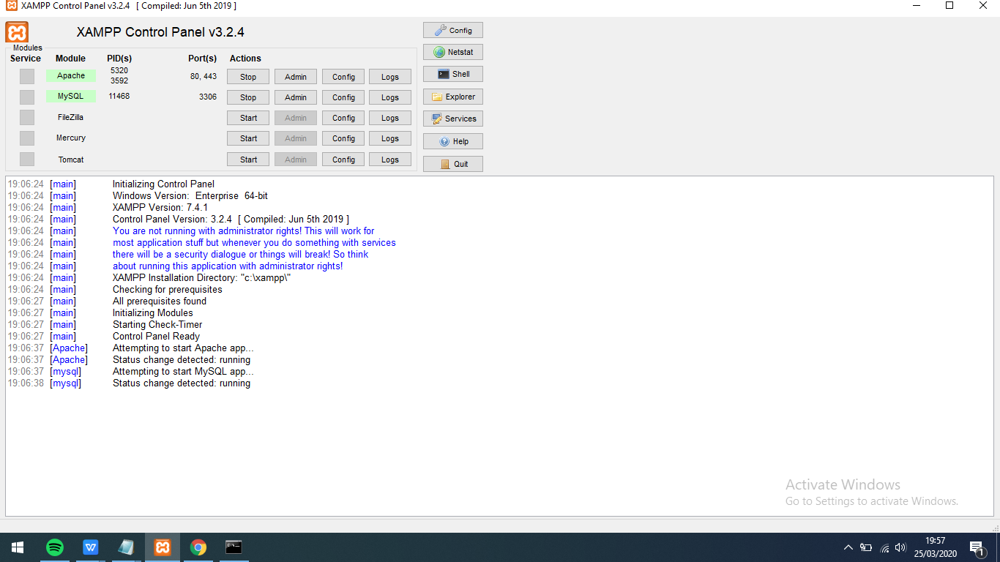 XAMPP Control Panel v3.2.4 [ Compiled: Jun 5th 2019 ]
XAMPP Control Panel v3.2.4
Config
Modules
Service Module PID(s) Port(s) Actions
Netstat
Apache 5320 80, 443 Stop Admin Config Logs
3592
Shell
MySQL 11468 3306 Stop Admin Config Logs
Explorer
FileZilla Start Admin Config Logs
Services
Mercury Start Admin Config Logs
Help
Tomcat Start Admin Config Logs
Quit
19:06:24 [main] Initializing Control Panel
19:06:24 [main] Windows Version: Enterprise 64-bit
19:06:24 [main] XAMPP Version: 7.4.1
19:06:24 [main] Control Panel Version: 3.2.4 [ Compiled: Jun 5th 2019 ]
19:06:24 [main] You are not running with administrator rights! This will work for
19:06:24 [main] most application stuff but whenever you do something with services
19:06:24 [main] there will be a security dialogue or things will break! So think
19:06:24 [main] about running this application with administrator rights!
19:06:24 [main] XAMPP Installation Directory: "c:\xampp\"
19:06:24 [main] Checking for prerequisites
19:06:27 [main] All prerequisites found
19:06:27 [main] Initializing Modules
19:06:27 [main] Starting Check-Timer
19:06:27 [main] Control Panel Ready
19:06:37 [Apache] Attempting to start Apache app...
19:06:37 [Apache] Status change detected: running
19:06:37 [mysql] Attempting to start MySQL app...
19:06:38 [mysql] Status change detected: running
Activate Windows
Go to Settings to activate Windows.
19:57
25/03/2020
1